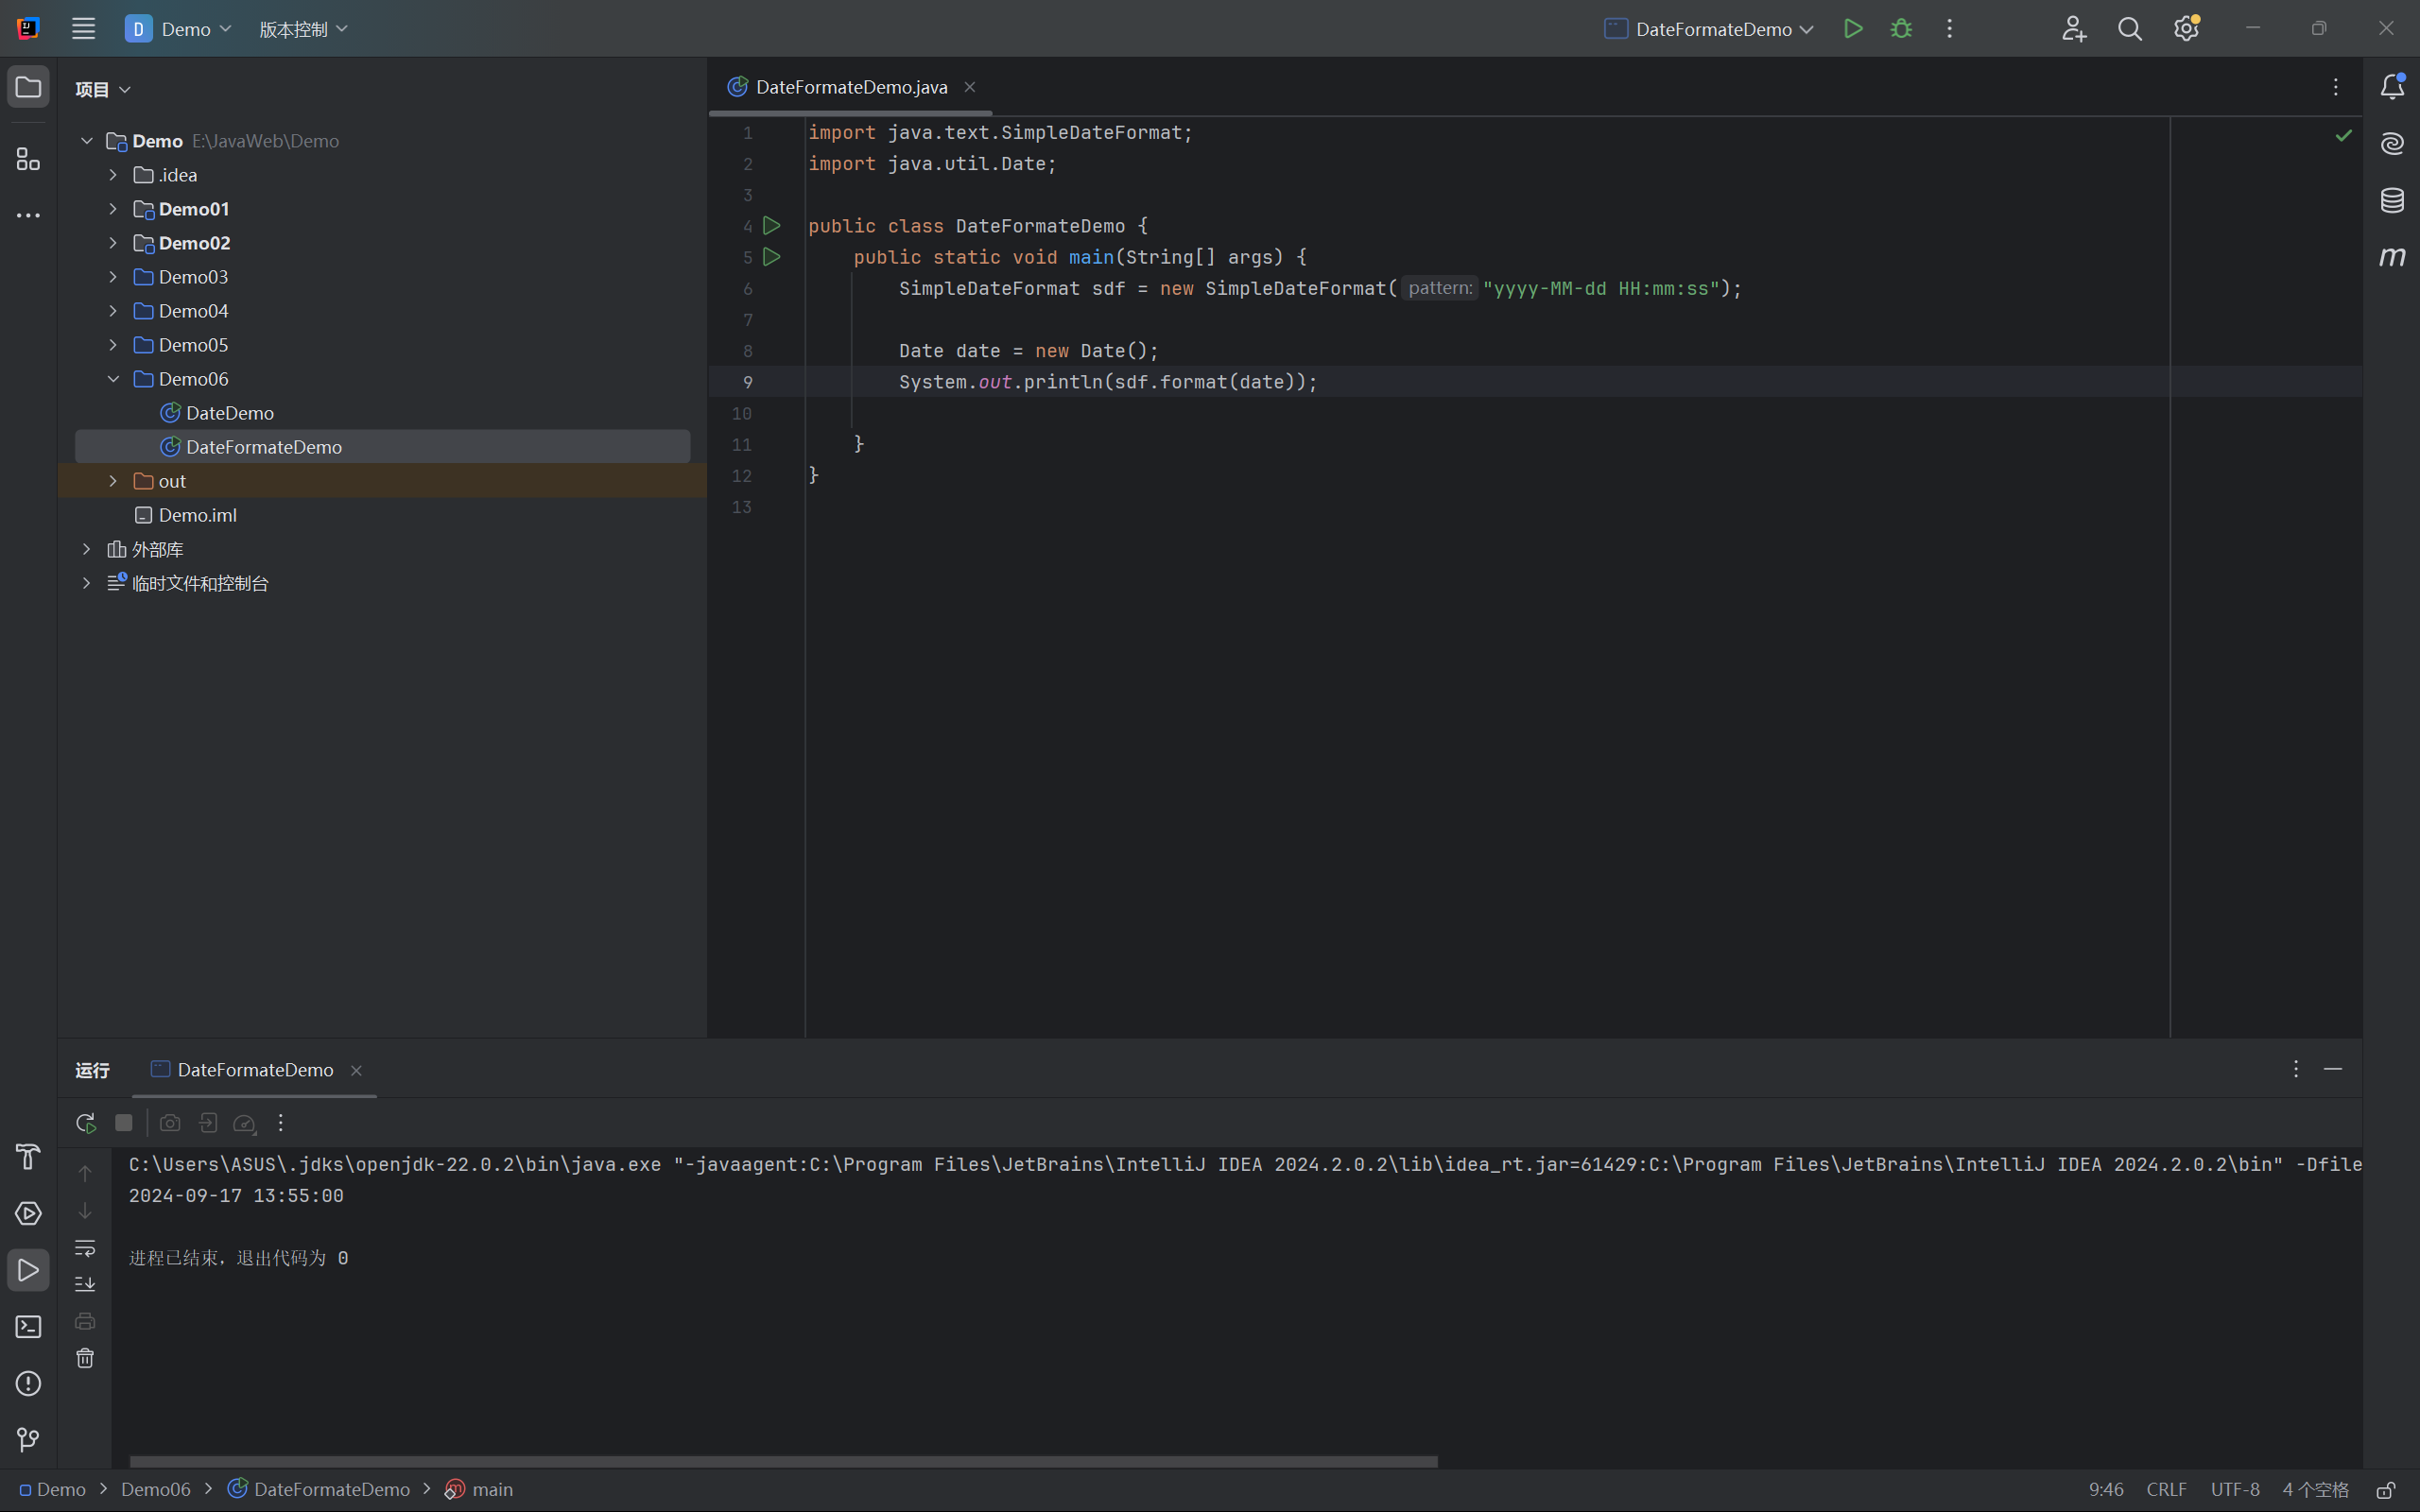 D Demo 版本控制 DateFormateDemo
项目
Demo E:\JavaWeb\Demo
.idea
Demo01
Demo02
Demo03
Demo04
Demo05
Demo06
DateDemo
DateFormateDemo
out
Demo.iml
外部库
临时文件和控制台
DateFormateDemo.java
1 import java.text.SimpleDateFormat;
2 import java.util.Date;
3
4 public class DateFormateDemo {
5 public static void main(String[] args) {
6 SimpleDateFormat sdf = new SimpleDateFormat( pattern: "yyyy-MM-dd HH:mm:ss");
7
8 Date date = new Date();
9 System.out.println(sdf.format(date));
10
11 }
12 }
13
运行 DateFormateDemo
C:\Users\ASUS\.jdks\openjdk-22.0.2\bin\java.exe "-javaagent:C:\Program Files\JetBrains\IntelliJ IDEA 2024.2.0.2\lib\idea_rt.jar=61429:C:\Program Files\JetBrains\IntelliJ IDEA 2024.2.0.2\bin" -Dfile
2024-09-17 13:55:00
进程已结束，退出代码为 0
Demo > Demo06 > DateFormateDemo > main 9:46 CRLF UTF-8 4 个空格